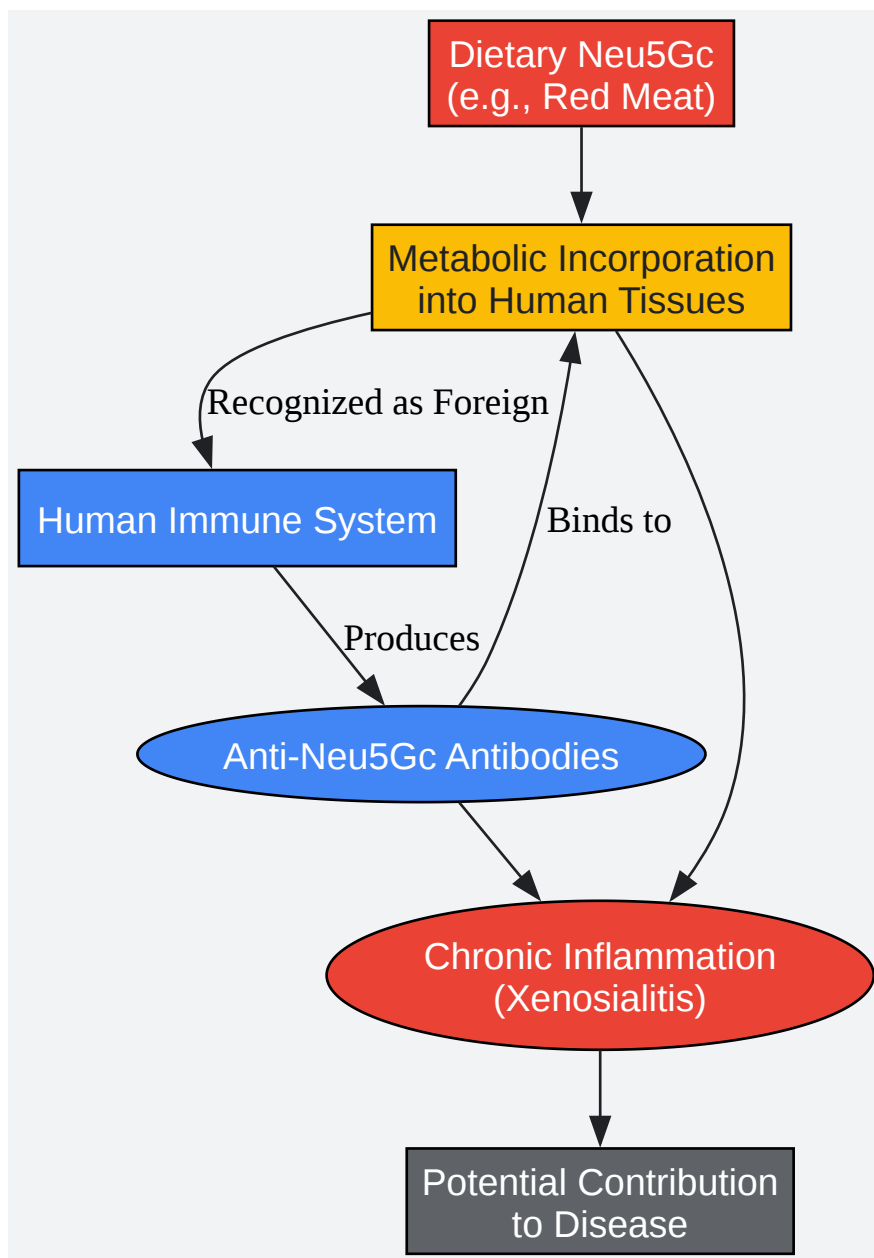 Dietary Neu5Gc
(e.g., Red Meat)
Metabolic Incorporation
into Human Tissues
Recognized as Foreign
Human Immune System
Binds to
Produces
Anti-Neu5Gc Antibodies
Chronic Inflammation
(Xenosialitis)
Potential Contribution
to Disease